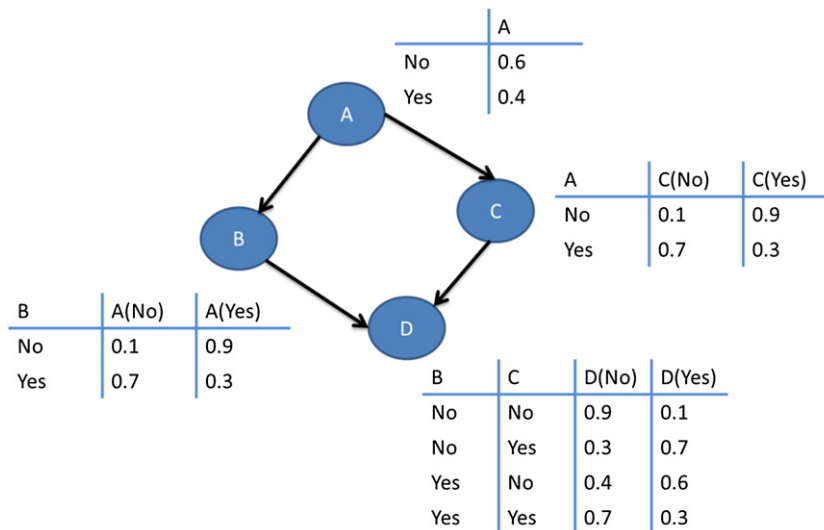 A
No 0.6
Yes 0.4
A
A C(No) C(Yes)
No 0.1 0.9
Yes 0.7 0.3
C
B
B A(No) A(Yes)
No 0.1 0.9
Yes 0.7 0.3
D
B C D(No) D(Yes)
No No 0.9 0.1
No Yes 0.3 0.7
Yes No 0.4 0.6
Yes Yes 0.7 0.3